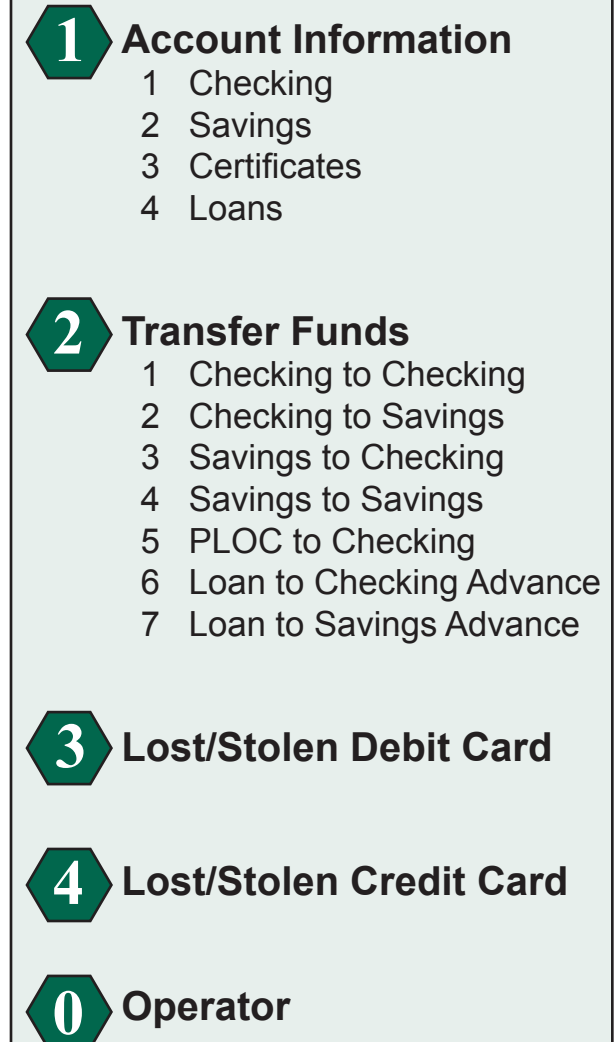 1 Account Information
1 Checking
2 Savings
3 Certificates
4 Loans
2 Transfer Funds
1 Checking to Checking
2 Checking to Savings
3 Savings to Checking
4 Savings to Savings
5 PLOC to Checking
6 Loan to Checking Advance
7 Loan to Savings Advance
3 Lost/Stolen Debit Card
4 Lost/Stolen Credit Card
0 Operator